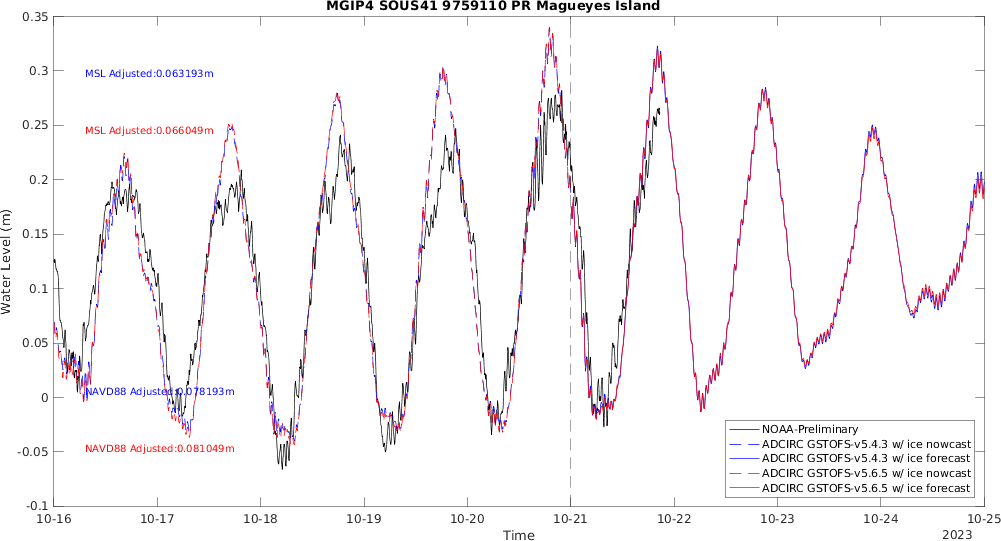 MGIP4 SOUS41 9759110 PR Magueyes Island
0.35
0.3
0.25
0.2
0.15
0.1
0.05
0
-0.05
-0.1
Water Level (m)
MSL Adjusted:0.063193m
MSL Adjusted:0.066049m
NAVD88 Adjusted:0.078193m
NAVD88 Adjusted:0.081049m
NOAA-Preliminary
ADCIRC GSTOFS-v5.4.3 w/ ice nowcast
ADCIRC GSTOFS-v5.4.3 w/ ice forecast
ADCIRC GSTOFS-v5.6.5 w/ ice nowcast
ADCIRC GSTOFS-v5.6.5 w/ ice forecast
10-16 10-17 10-18 10-19 10-20 10-21 10-22 10-23 10-24 10-25
Time
2023